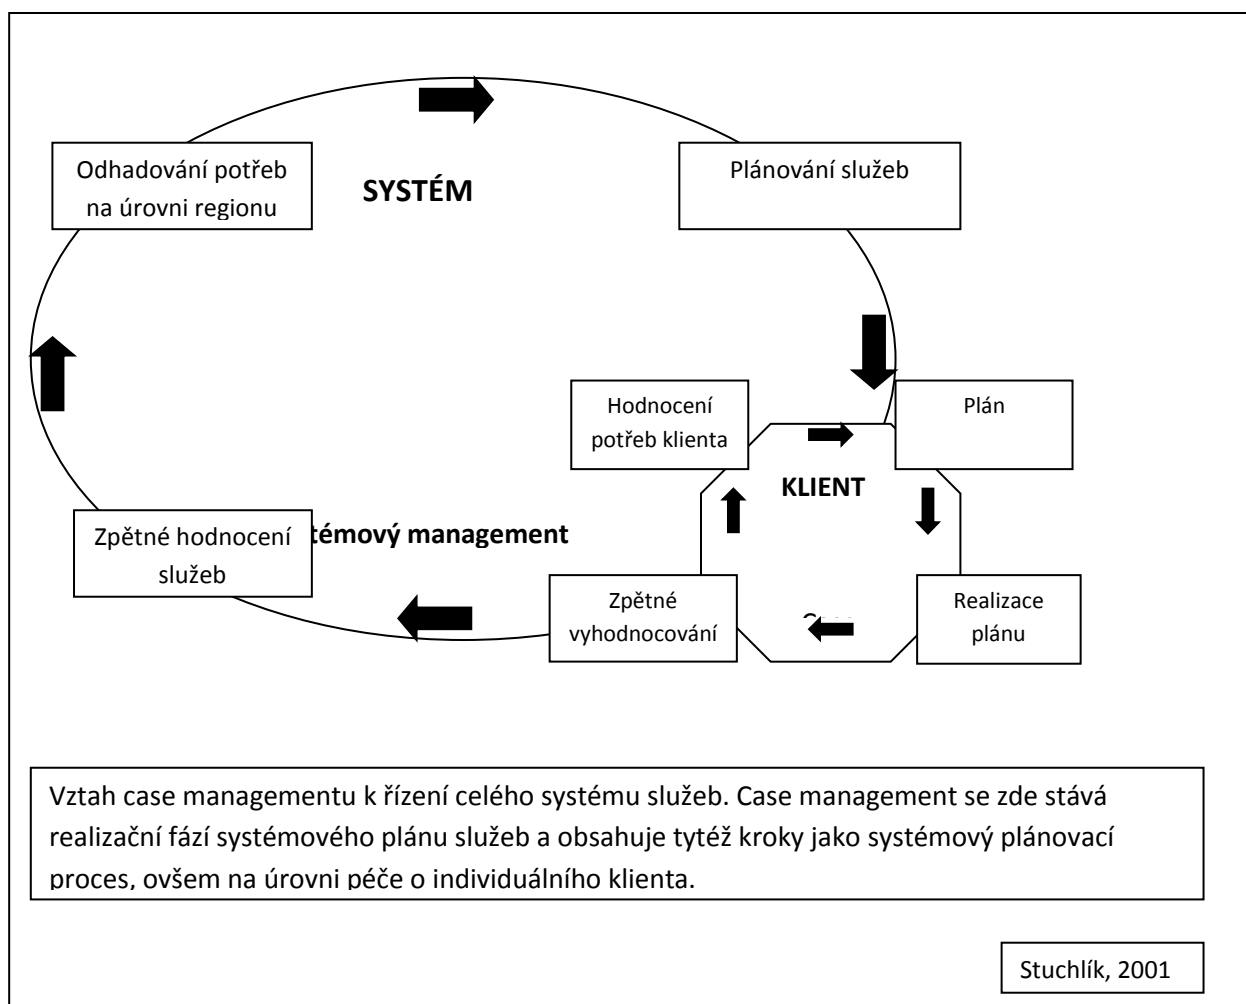 Odhadování potřeb
na úrovni regionu
SYSTÉM
Plánování služeb
Hodnocení
potřeb klienta
Plán
KLIENT
Zpětné hodnocení
služeb
témový management
Zpětné
vyhodnocování
Realizace
plánu
Vztah case managementu k řízení celého systému služeb. Case management se zde stává
realizační fází systémového plánu služeb a obsahuje tytéž kroky jako systémový plánovací
proces, ovšem na úrovni péče o individuálního klienta.
Stuchlík, 2001